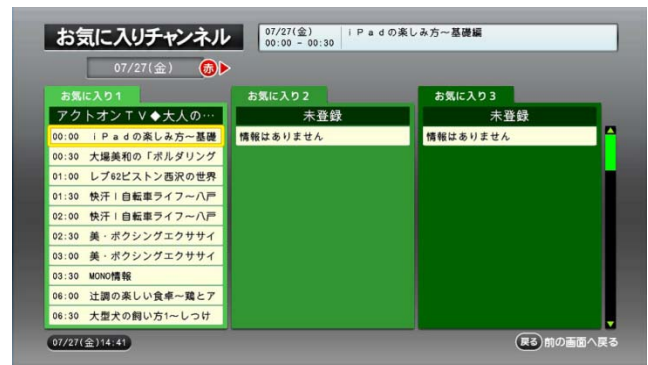 お気に入りチャンネル
07/27(金) iPadの楽しみ方〜基礎編
00:00 - 00:30
07/27(金) 赤
お気に入り1
アクトオンTV◆大人の…
00:00 iPadの楽しみ方〜基礎
00:30 大場美和の「ボルダリング
01:00 レブ62ピストン西沢の世界
01:30 快汗!自転車ライフ〜八戸
02:00 快汗!自転車ライフ〜八戸
02:30 美・ボクシングエクササイ
03:00 美・ボクシングエクササイ
03:30 MONO情報
06:00 辻調の楽しい食卓〜鶏とア
06:30 大型犬の飼い方1〜しつけ
お気に入り2
未登録
情報はありません
お気に入り3
未登録
情報はありません
07/27(金)14:41
戻る 前の画面へ戻る